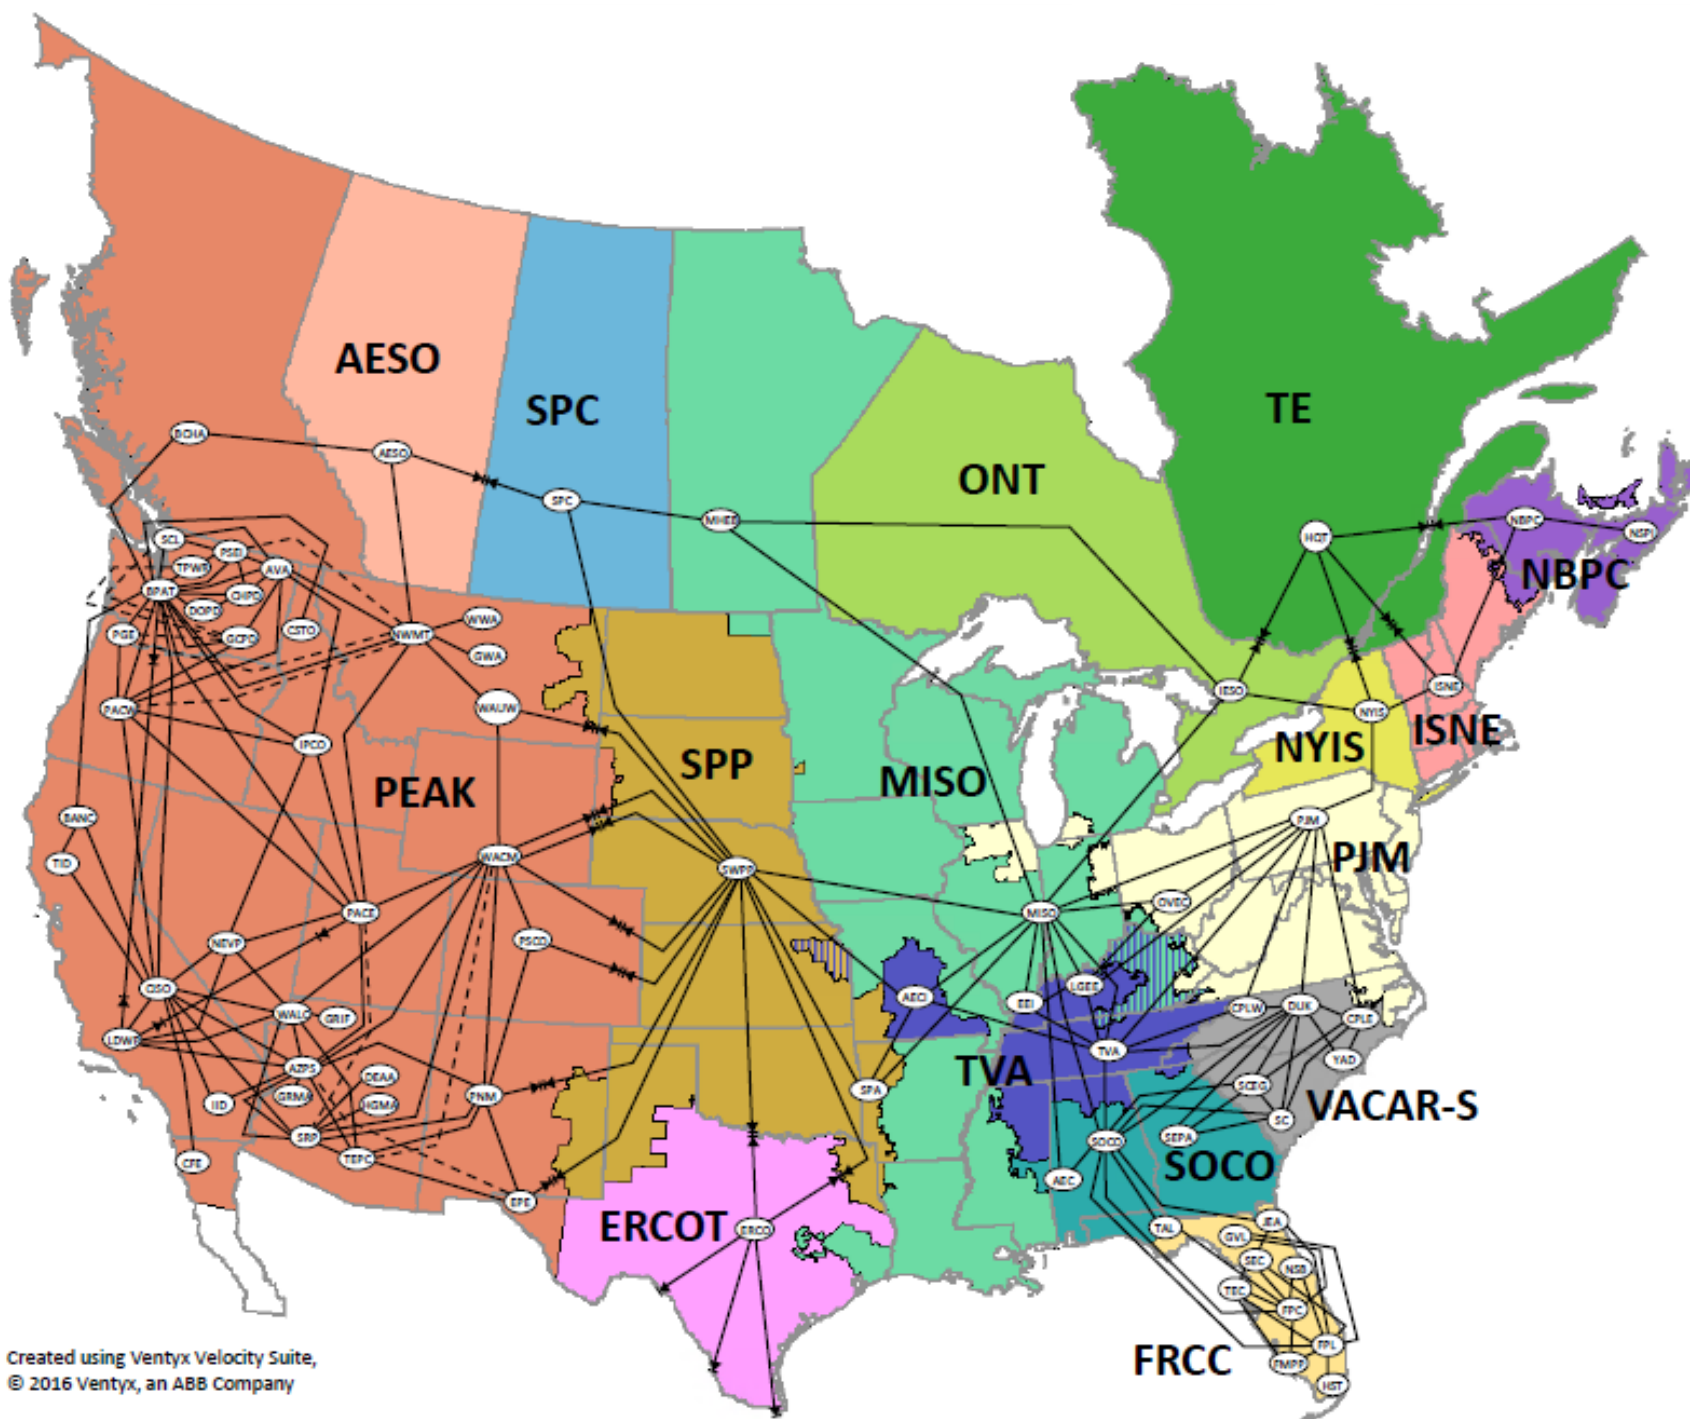 AESO
SPC
TE
ONT
BCHA
AESO
SPC
MHEB
HQT
NBPC
NSPI
NBPC
SCL
PSEI
TPWR
AVA
BPAT
CHPD
DOPD
GCPD
CSTO
PGE
NWMT
WWA
GWA
WAUW
PACW
IPCO
IESO
NYIS
ISNE
NYIS
ISNE
PEAK
SPP
MISO
PJM
PJM
BANC
TID
WACM
SWPP
PACE
NEVP
PSCO
MISO
OVEC
CISO
LDWP
WALC
GRIF
AECI
EEI
LGEE
CPLW
DUK
CPLE
AZPS
DEAA
GRMA
HGMA
IID
PNM
SRP
TEPC
CFE
EPE
SPA
TVA
TVA
YAD
SCEG
SC
VACAR-S
SOCO
SEPA
SOCO
AEC
ERCOT
ERCO
TAL
JEA
GVL
SEC
NSB
TEC
FPC
FPL
FMPP
HST
FRCC
Created using Ventyx Velocity Suite,
© 2016 Ventyx, an ABB Company